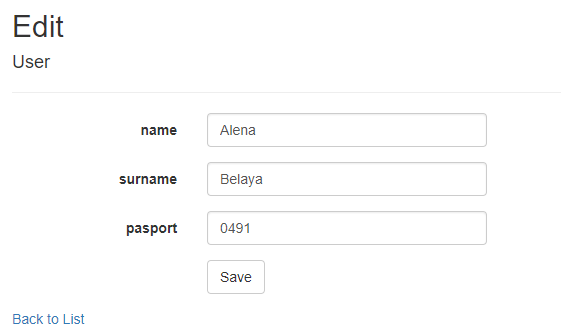 Edit
User
name Alena
surname Belaya
pasport 0491
Save
Back to List